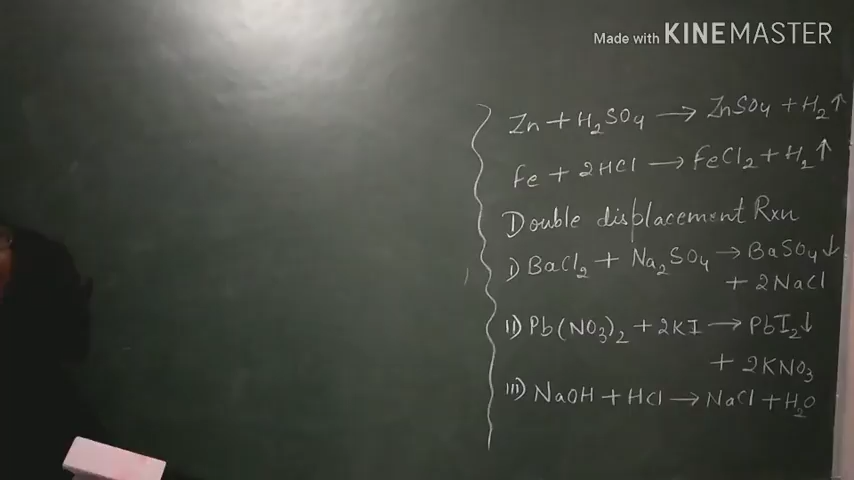 Made with KINEMASTER
Zn + H₂SO₄ → ZnSO₄ + H₂↑
Fe + 2HCl → FeCl₂ + H₂↑
Double displacement Rxn
i) BaCl₂ + Na₂SO₄ → BaSO₄↓
+ 2NaCl
ii) Pb(NO₃)₂ + 2KI → PbI₂↓
+ 2KNO₃
iii) NaOH + HCl → NaCl + H₂O